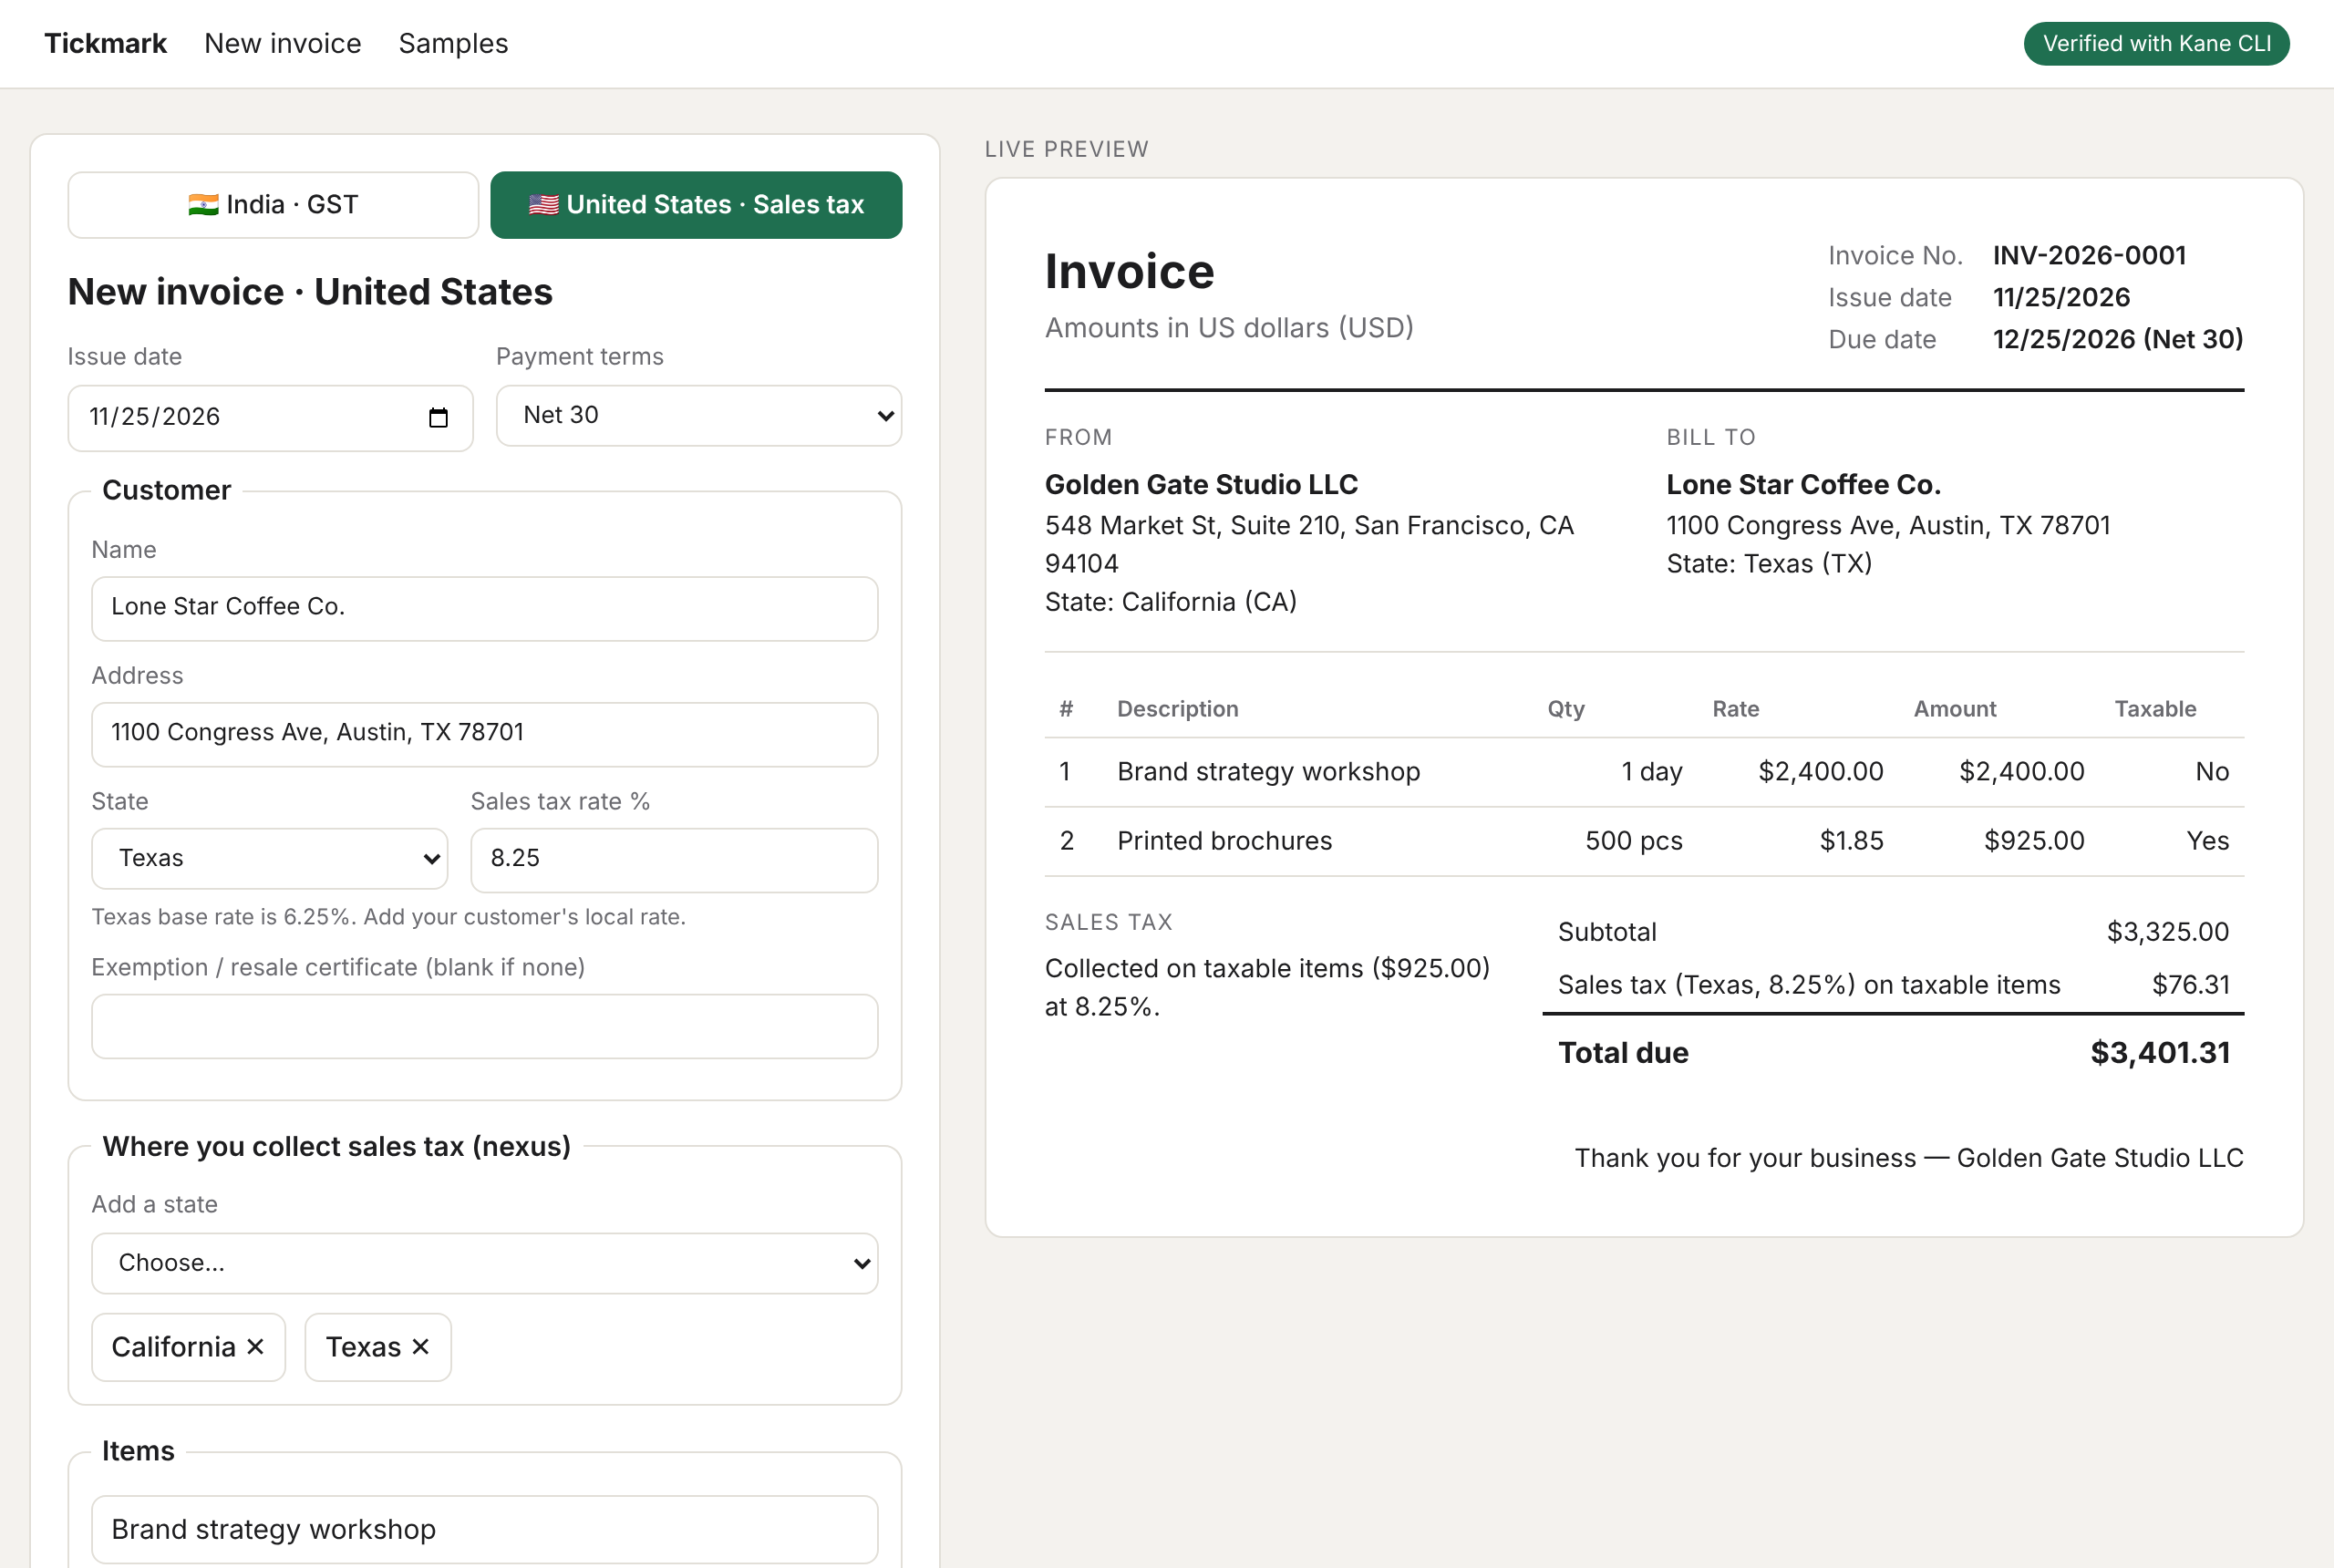 Tickmark New invoice Samples Verified with Kane CLI
🇮🇳 India · GST 🇺🇸 United States · Sales tax
New invoice · United States
Issue date Payment terms
11/25/2026 Net 30
Customer
Name
Lone Star Coffee Co.
Address
1100 Congress Ave, Austin, TX 78701
State Sales tax rate %
Texas 8.25
Texas base rate is 6.25%. Add your customer's local rate.
Exemption / resale certificate (blank if none)
Where you collect sales tax (nexus)
Add a state
Choose...
California ✕ Texas ✕
Items
Brand strategy workshop
LIVE PREVIEW
Invoice
Amounts in US dollars (USD)
Invoice No. INV-2026-0001
Issue date 11/25/2026
Due date 12/25/2026 (Net 30)
FROM
Golden Gate Studio LLC
548 Market St, Suite 210, San Francisco, CA
94104
State: California (CA)
BILL TO
Lone Star Coffee Co.
1100 Congress Ave, Austin, TX 78701
State: Texas (TX)
# Description Qty Rate Amount Taxable
1 Brand strategy workshop 1 day $2,400.00 $2,400.00 No
2 Printed brochures 500 pcs $1.85 $925.00 Yes
SALES TAX
Collected on taxable items ($925.00)
at 8.25%.
Subtotal $3,325.00
Sales tax (Texas, 8.25%) on taxable items $76.31
Total due $3,401.31
Thank you for your business — Golden Gate Studio LLC